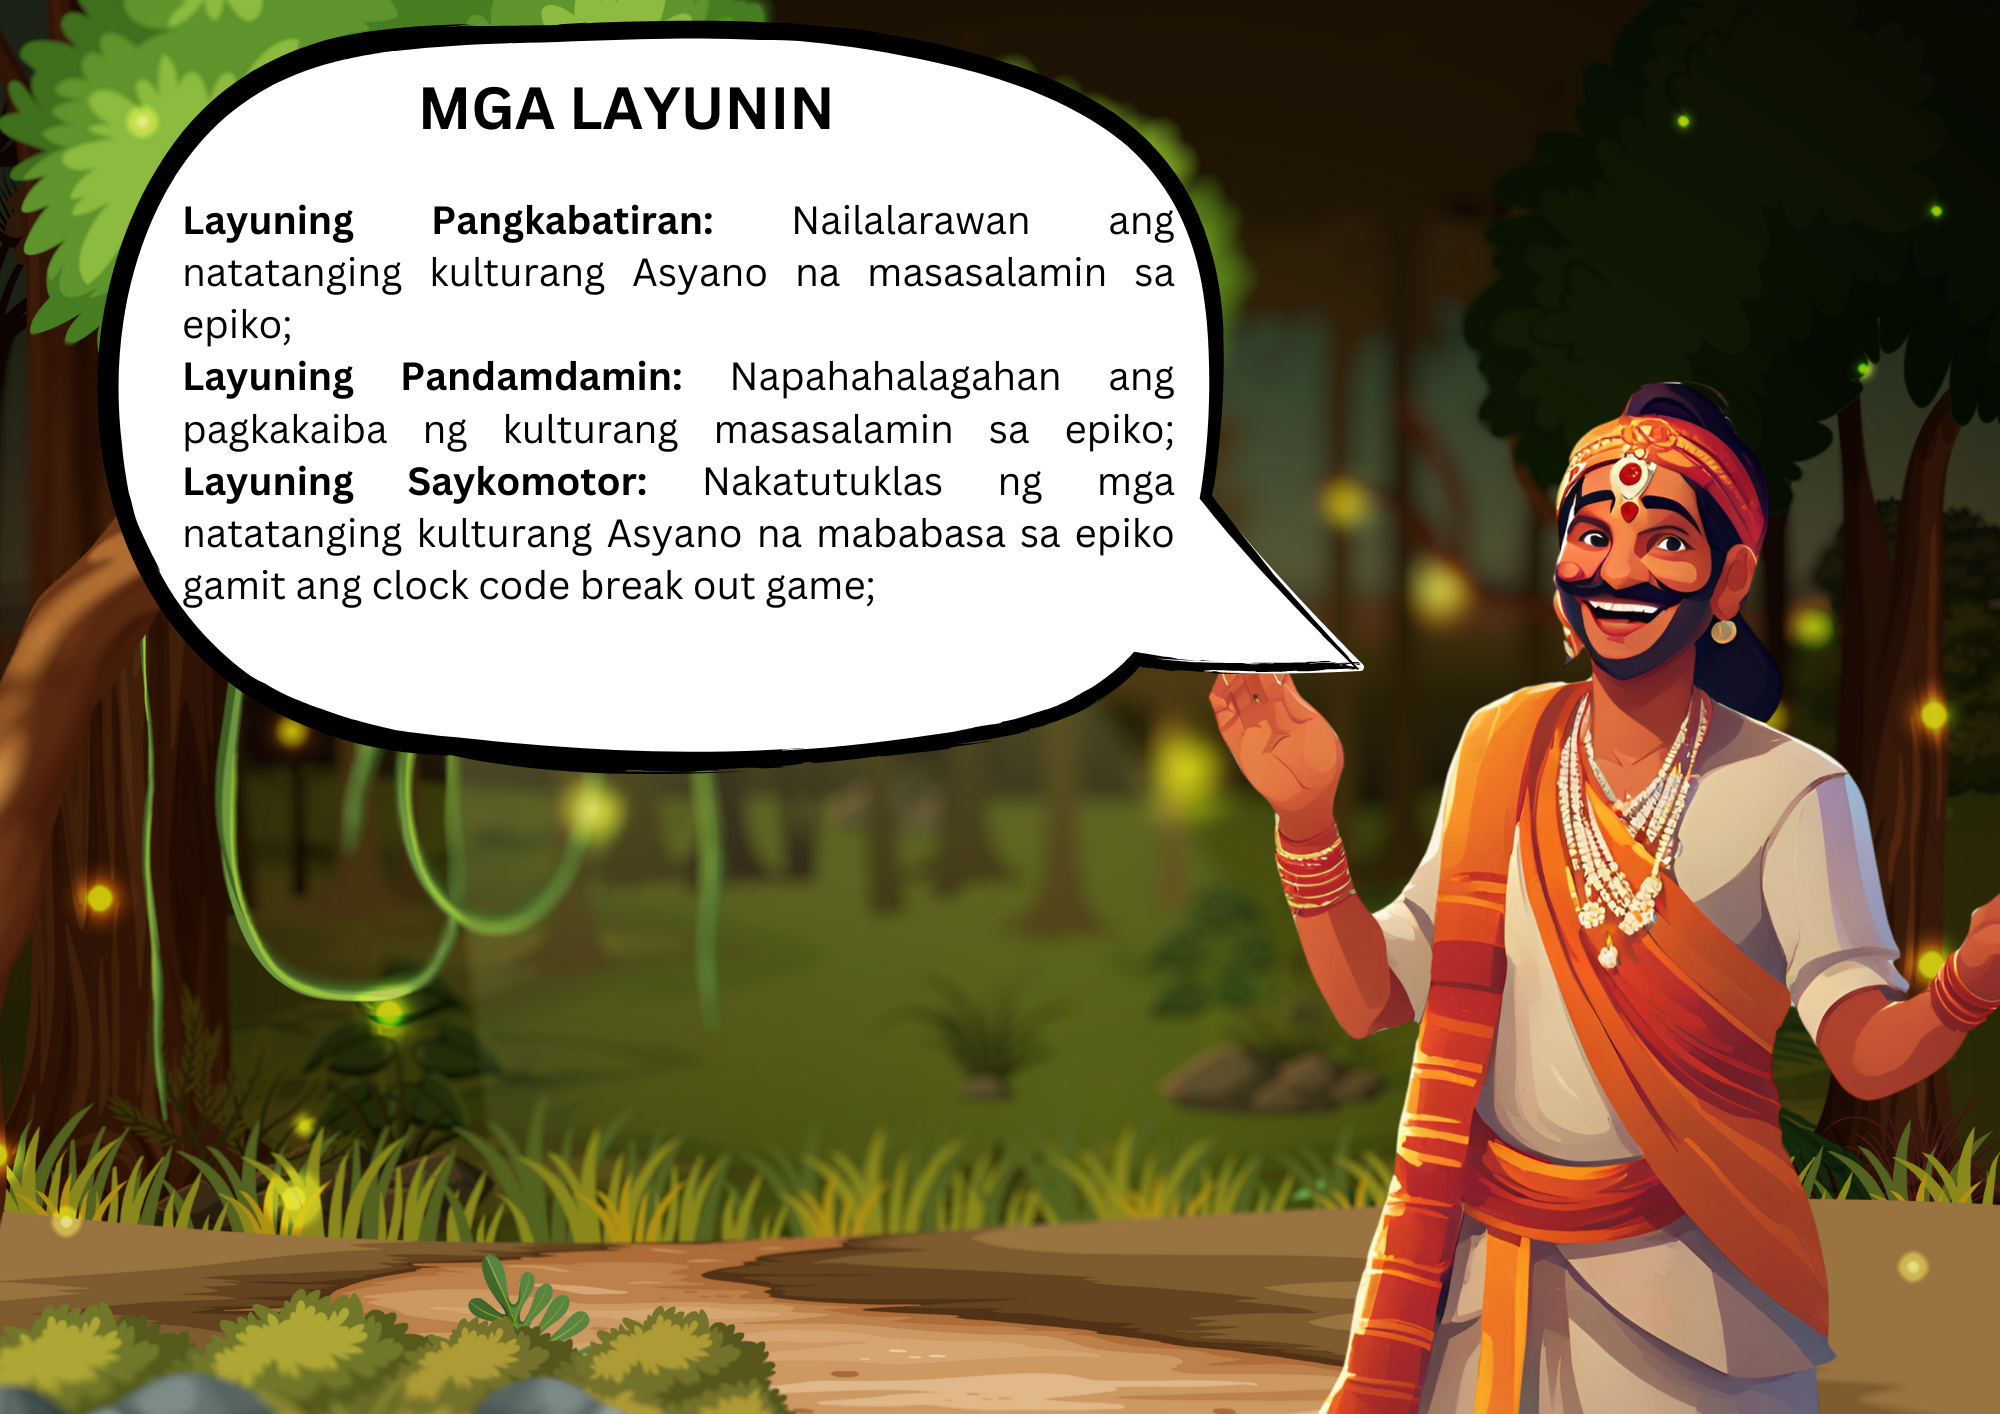 MGA LAYUNIN
Layuning Pangkabatiran: Nailalarawan ang
natatanging kulturang Asyano na masasalamin sa
epiko;
Layuning Pandamdamin: Napahahalagahan ang
pagkakaiba ng kulturang masasalamin sa epiko;
Layuning Saykomotor: Nakatutuklas ng mga
natatanging kulturang Asyano na mababasa sa epiko
gamit ang clock code break out game;